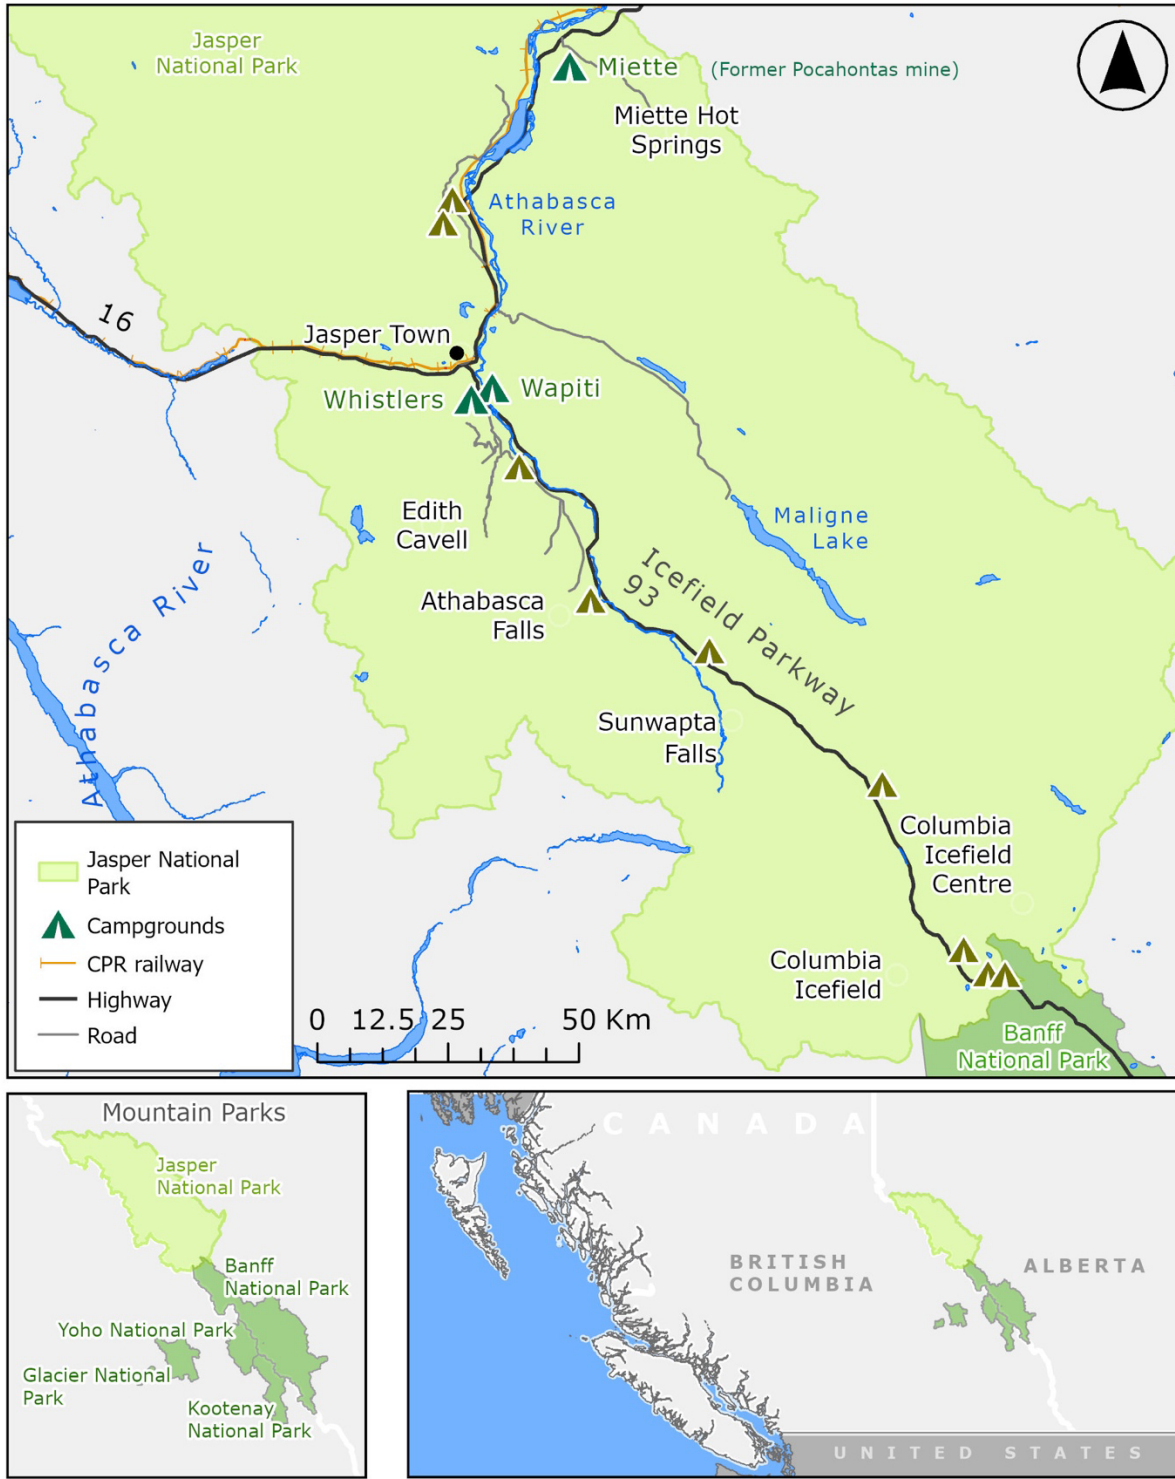 Jasper
National Park
Miette
(Former Pocahontas mine)
Miette Hot
Springs
Athabasca
River
16
Jasper Town
Whistlers
Wapiti
Edith
Cavell
Maligne
Lake
Icefield Parkway
93
Athabasca River
Athabasca
Falls
Sunwapta
Falls
Columbia
Icefield
Centre
Columbia
Icefield
Banff
National Park
Jasper National
Park
Campgrounds
CPR railway
Highway
Road
0 12.5 25 50 Km
Mountain Parks
Jasper
National Park
Banff
National Park
Yoho National Park
Glacier National
Park
Kootenay
National Park
CANADA
BRITISH
COLUMBIA
ALBERTA
UNITED STATES